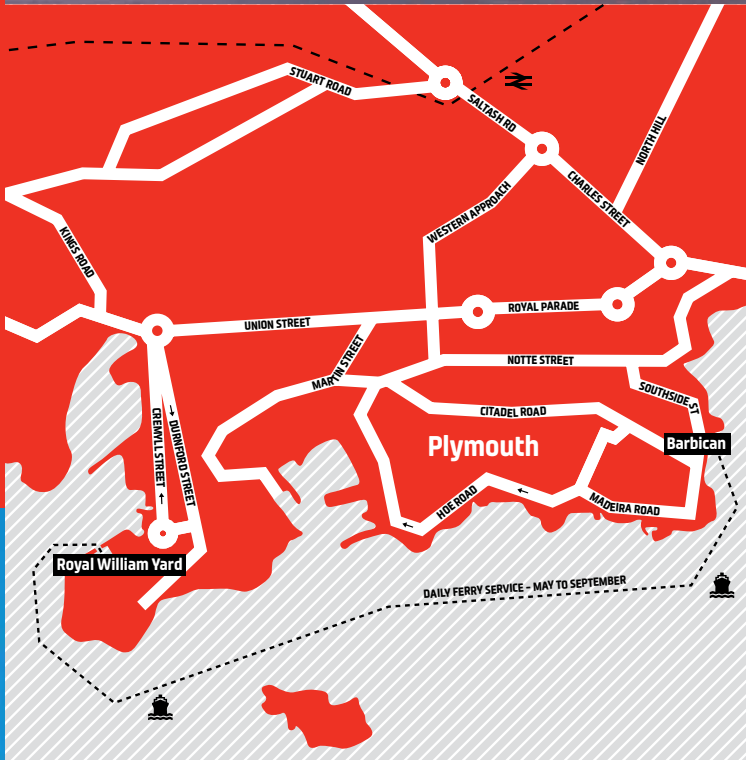 STUART ROAD
SALTASH RD
NORTH HILL
CHARLES STREET
WESTERN APPROACH
KINGS ROAD
UNION STREET
ROYAL PARADE
MARTIN STREET
NOTTE STREET
SOUTHSIDE ST
CITADEL ROAD
CREMYLL STREET
DURNFORD STREET
Plymouth
Barbican
HOE ROAD
MADEIRA ROAD
Royal William Yard
DAILY FERRY SERVICE – MAY TO SEPTEMBER